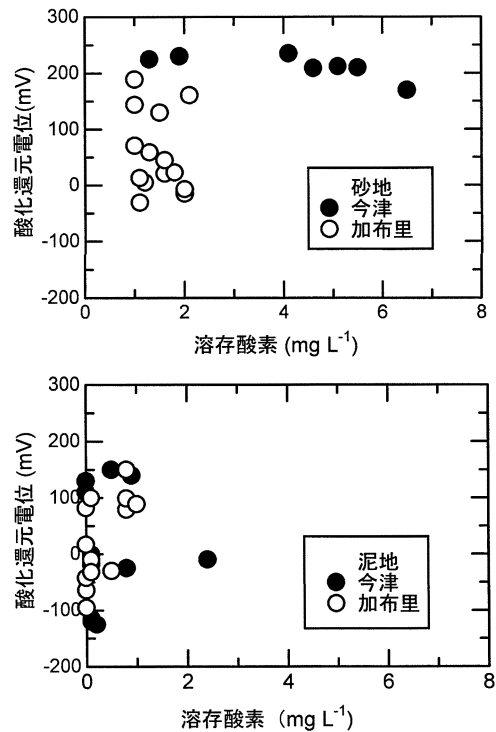 300
200
100
0
-100
-200
酸化還元電位(mV)
砂地
今津
加布里
0 2 4 6 8
溶存酸素 (mg L-1)
300
200
100
0
-100
-200
酸化還元電位 (mV)
泥地
今津
加布里
0 2 4 6 8
溶存酸素 (mg L-1)